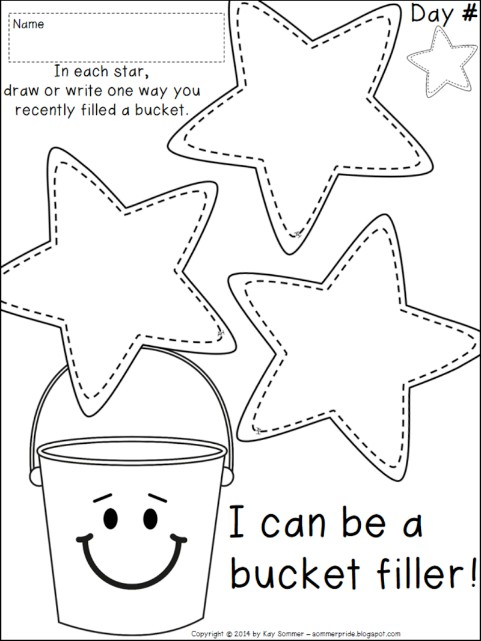 Name
Day #
In each star,
draw or write one way you
recently filled a bucket.
I can be a
bucket filler!
Copyright © 2014 by Kay Sommer - sommerpride.blogspot.com